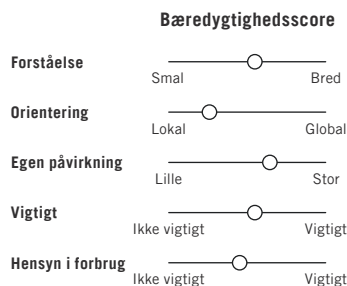 Bæredygtighedsscore
Forståelse
Smal Bred
Orientering
Lokal Global
Egen påvirkning
Lille Stor
Vigtigt
Ikke vigtigt Vigtigt
Hensyn i forbrug
Ikke vigtigt Vigtigt